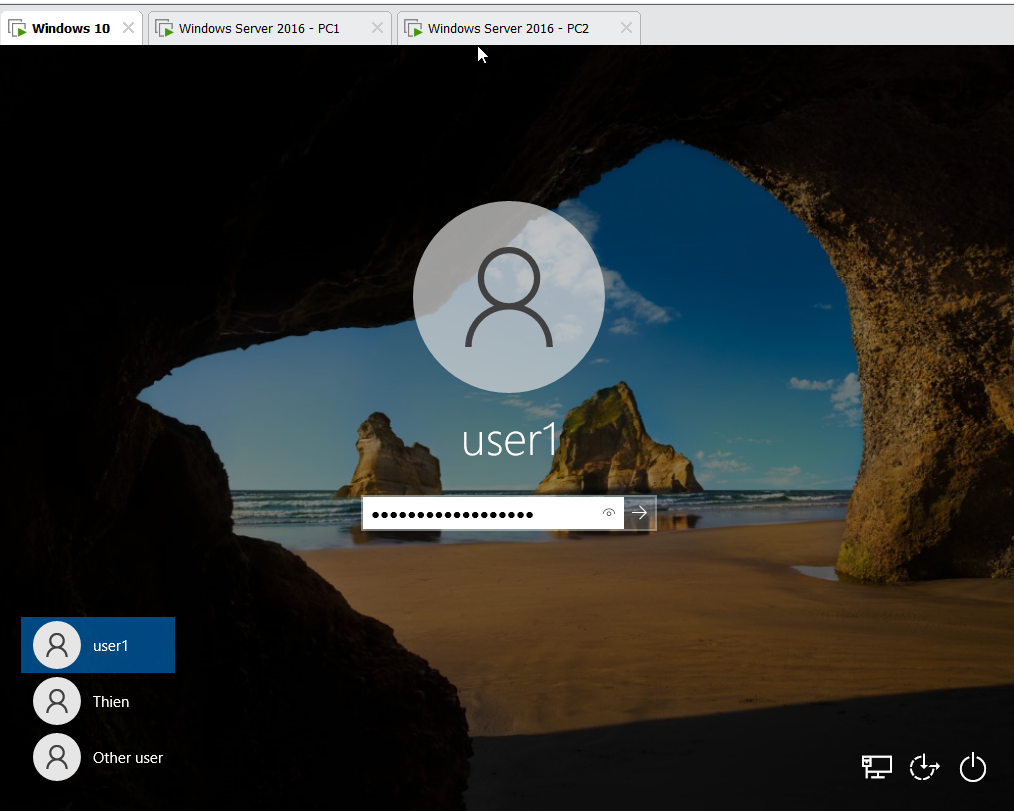 Windows 10
Windows Server 2016 - PC1
Windows Server 2016 - PC2
user1
••••••••••••••••••
user1
Thien
Other user